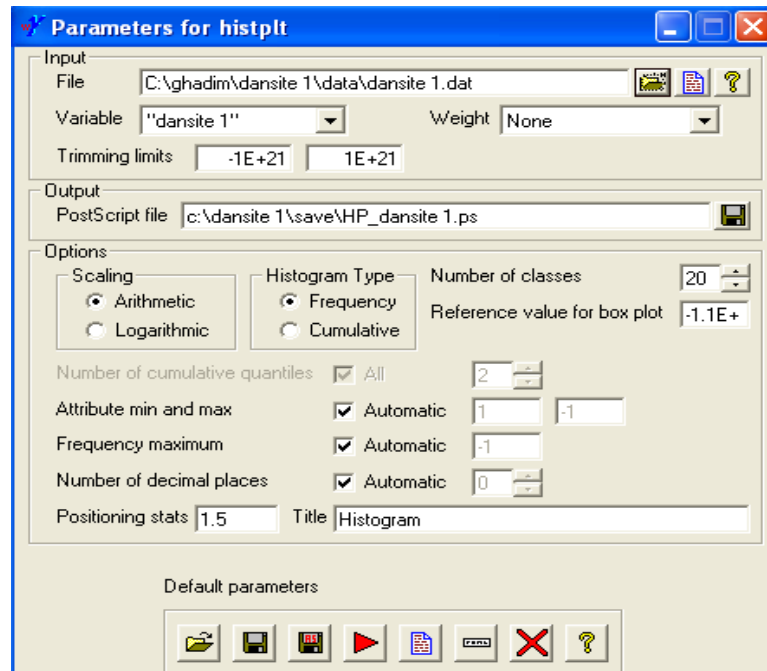 Parameters for histplt
Input
File C:\ghadim\dansite 1\data\dansite 1.dat
Variable "dansite 1" Weight None
Trimming limits -1E+21 1E+21
Output
PostScript file c:\dansite 1\save\HP_dansite 1.ps
Options
Scaling Histogram Type Number of classes 20
Arithmetic Frequency
Reference value for box plot -1.1E+
Logarithmic Cumulative
Number of cumulative quantiles All 2
Attribute min and max Automatic 1 -1
Frequency maximum Automatic -1
Number of decimal places Automatic 0
Positioning stats 1.5 Title Histogram
Default parameters